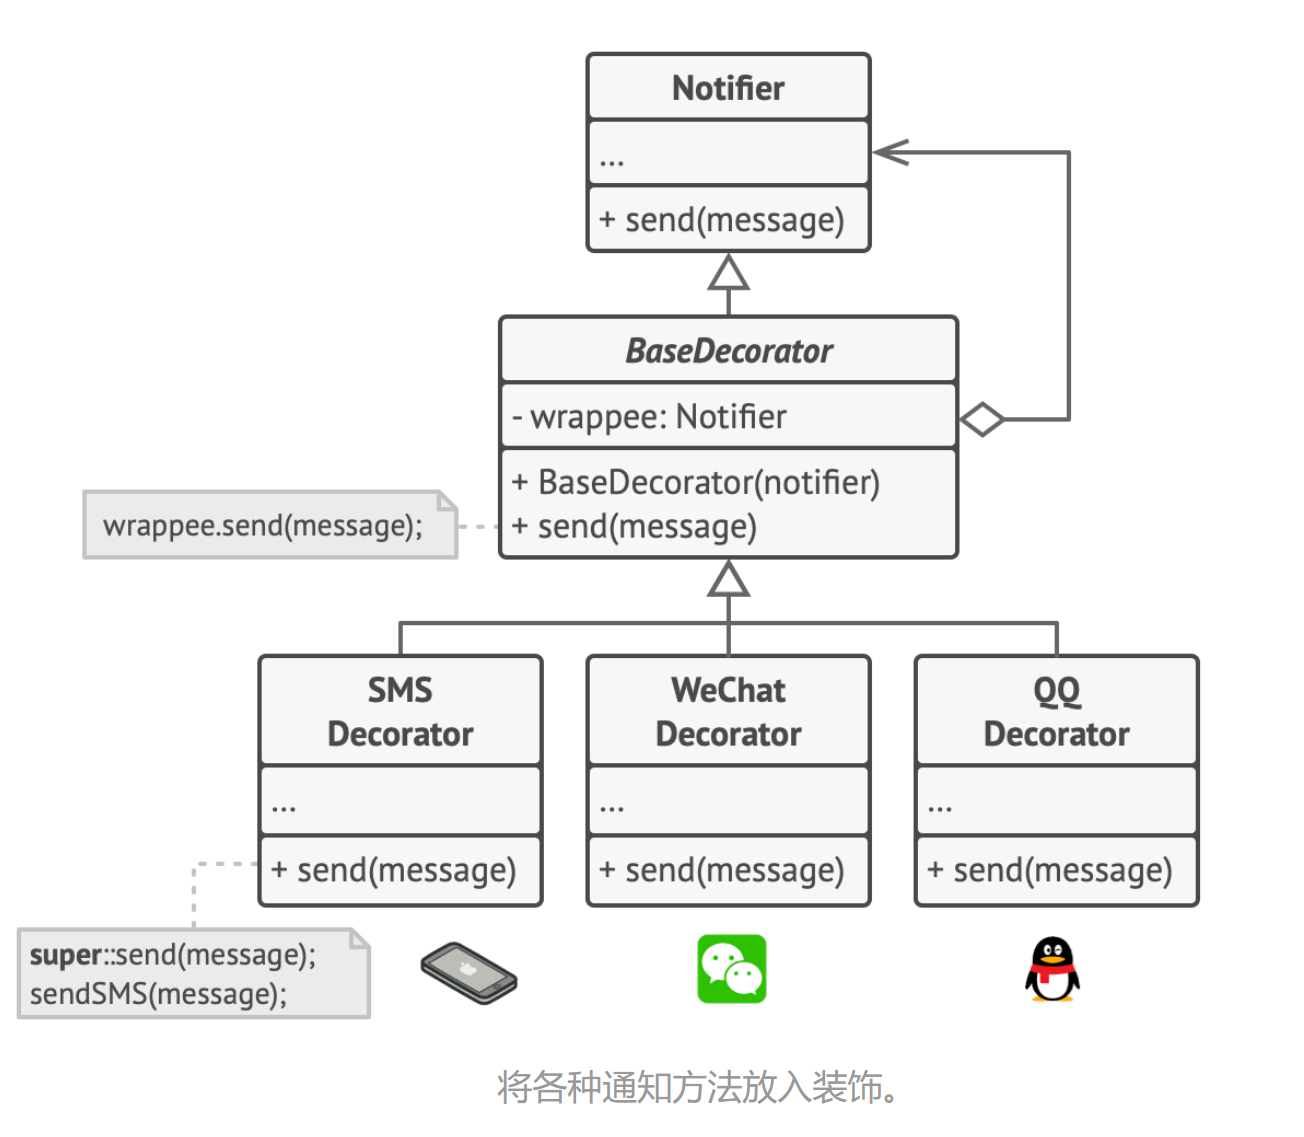 Notifier
...
+ send(message)
BaseDecorator
- wrappee: Notifier
+ BaseDecorator(notifier)
+ send(message)
wrappee.send(message);
SMS
Decorator
...
+ send(message)
WeChat
Decorator
...
+ send(message)
QQ
Decorator
...
+ send(message)
super::send(message);
sendSMS(message);
将各种通知方法放入装饰。